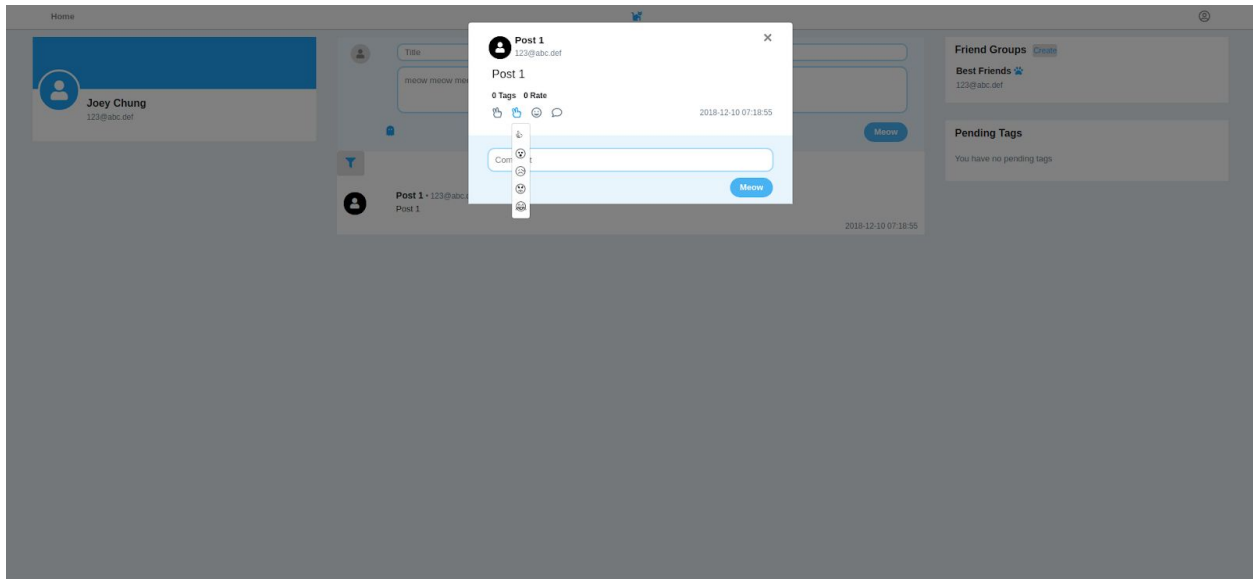 Home
Joey Chung
123@abc.def
Title
meow meow
Meow
Post 1 • 123@abc
Post 1
2018-12-10 07:18:55
Post 1
123@abc.def
Post 1
0 Tags 0 Rate
2018-12-10 07:18:55
Com t
Meow
Friend Groups Create
Best Friends
123@abc.def
Pending Tags
You have no pending tags